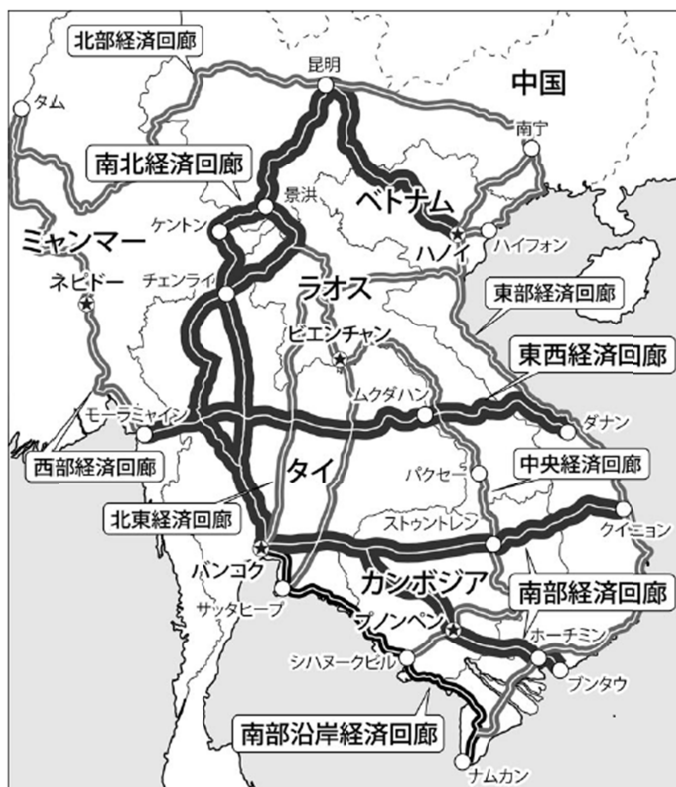 北部経済回廊
昆明
タム
中国
南宁
南北経済回廊
景洪
ベトナム
ケントン
ミャンマー
ハノイ
ハイフォン
ネピドー
チェンライ
ラオス
東部経済回廊
ビエンチャン
東西経済回廊
ムクダハン
モーラミャイン
ダナン
西部経済回廊
タイ
パクセー
中央経済回廊
北東経済回廊
ストゥントレン
クイニョン
バンコク
カンボジア
南部経済回廊
サッタヒープ
プノンペン
ホーチミン
シハヌークビル
ブンタウ
南部沿岸経済回廊
ナムカン